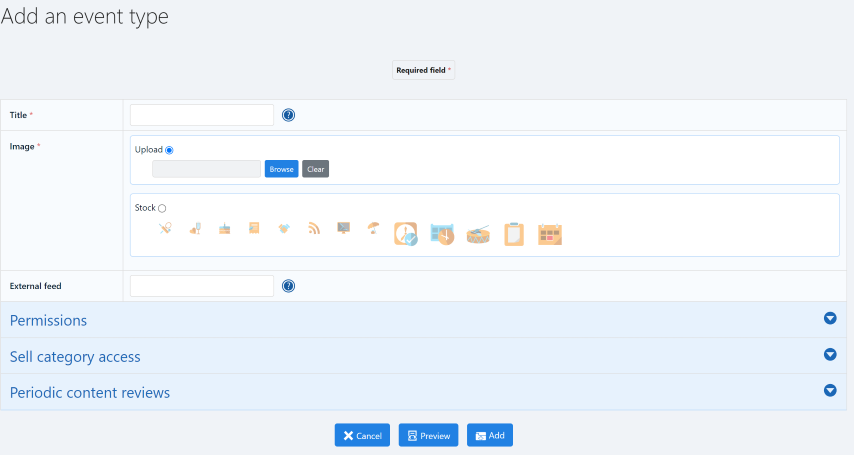 Add an event type
Required field *
Title *
Image *
Upload
Browse
Clear
Stock
External feed
Permissions
Sell category access
Periodic content reviews
Cancel
Preview
Add